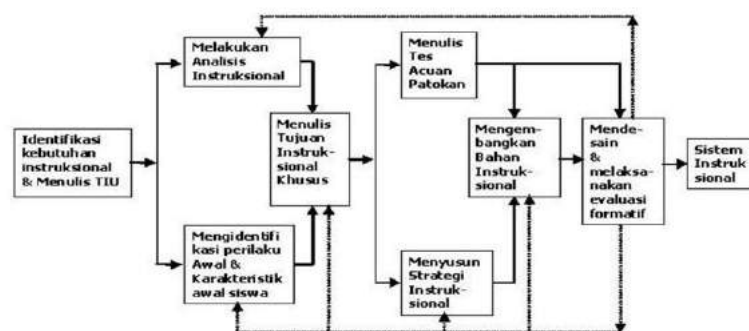 Identifikasi
kebutuhan
instruksional
& Menulis TIU
Melakukan
Analisis
Instruksional
Mengidentifi
kasi perilaku
Awal &
Karakteristik
awal siswa
Menulis
Tujuan
Instruk-
sional
Khusus
Menulis
Tes
Acuan
Patokan
Menyusun
Strategi
Instruk-
sional
Mengem-
bangkan
Bahan
Instruk-
sional
Mende-
sain
&
melaksa-
nakan
evaluasi
formatif
Sistem
Instruk
sional